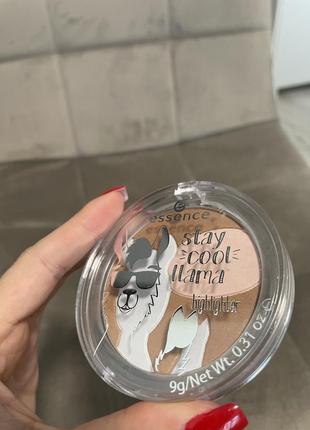 essence
stay
cool
llama
highlighter
9g/Net Wt. 0.31 oz e